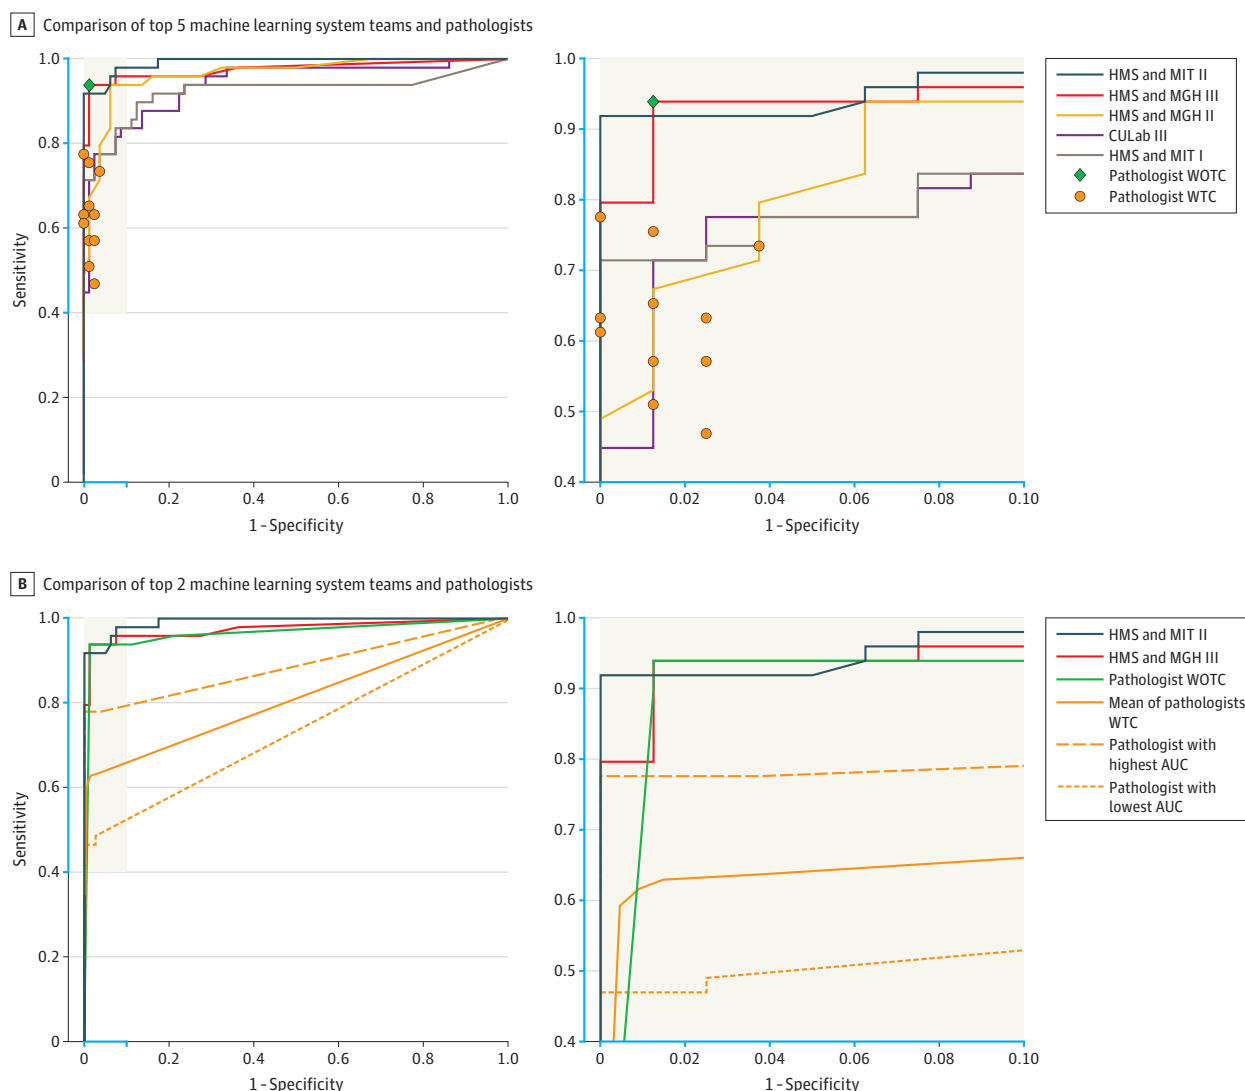 A Comparison of top 5 machine learning system teams and pathologists
1.0
0.8
0.6
0.4
0.2
0
Sensitivity
0
0.2
0.4
0.6
0.8
1.0
1 - Specificity
1.0
0.9
0.8
0.7
0.6
0.5
0.4
0
0.02
0.04
0.06
0.08
0.10
1 - Specificity
HMS and MIT II
HMS and MGH III
HMS and MGH II
CULab III
HMS and MIT I
Pathologist WOTC
Pathologist WTC
B Comparison of top 2 machine learning system teams and pathologists
1.0
0.8
0.6
0.4
0.2
0
Sensitivity
0
0.2
0.4
0.6
0.8
1.0
1 - Specificity
1.0
0.9
0.8
0.7
0.6
0.5
0.4
0
0.02
0.04
0.06
0.08
0.10
1 - Specificity
HMS and MIT II
HMS and MGH III
Pathologist WOTC
Mean of pathologists
WTC
Pathologist with
highest AUC
Pathologist with
lowest AUC